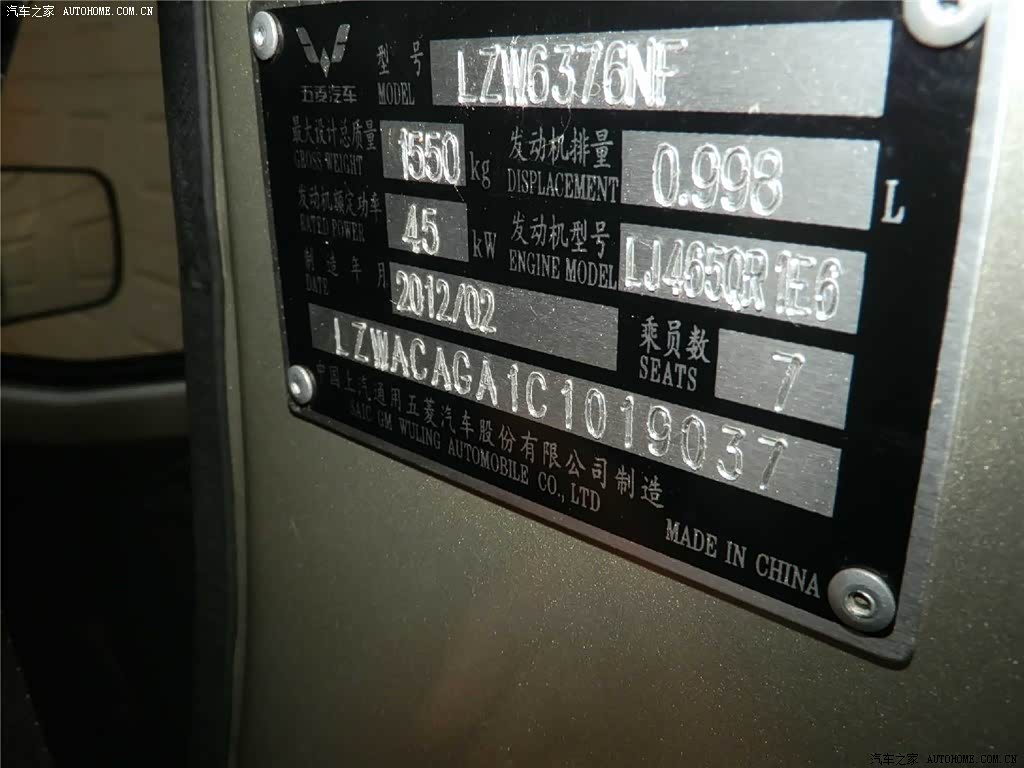 汽车之家 AUTOHOME.COM.CN
五菱汽车
型号 LZW6376NF
MODEL
最大设计总质量 1550 kg 发动机排量 0.998 L
GROSS WEIGHT DISPLACEMENT
发动机额定功率 45 kW 发动机型号 LJ465QR1E6
RATED POWER ENGINE MODEL
制造年月 2012/02 乘员数 7
DATE SEATS
LZWACAGA1C1019037
中国上汽通用五菱汽车股份有限公司制造
SAIC GM WULING AUTOMOBILE CO.,LTD
MADE IN CHINA
汽车之家 AUTOHOME.COM.CN